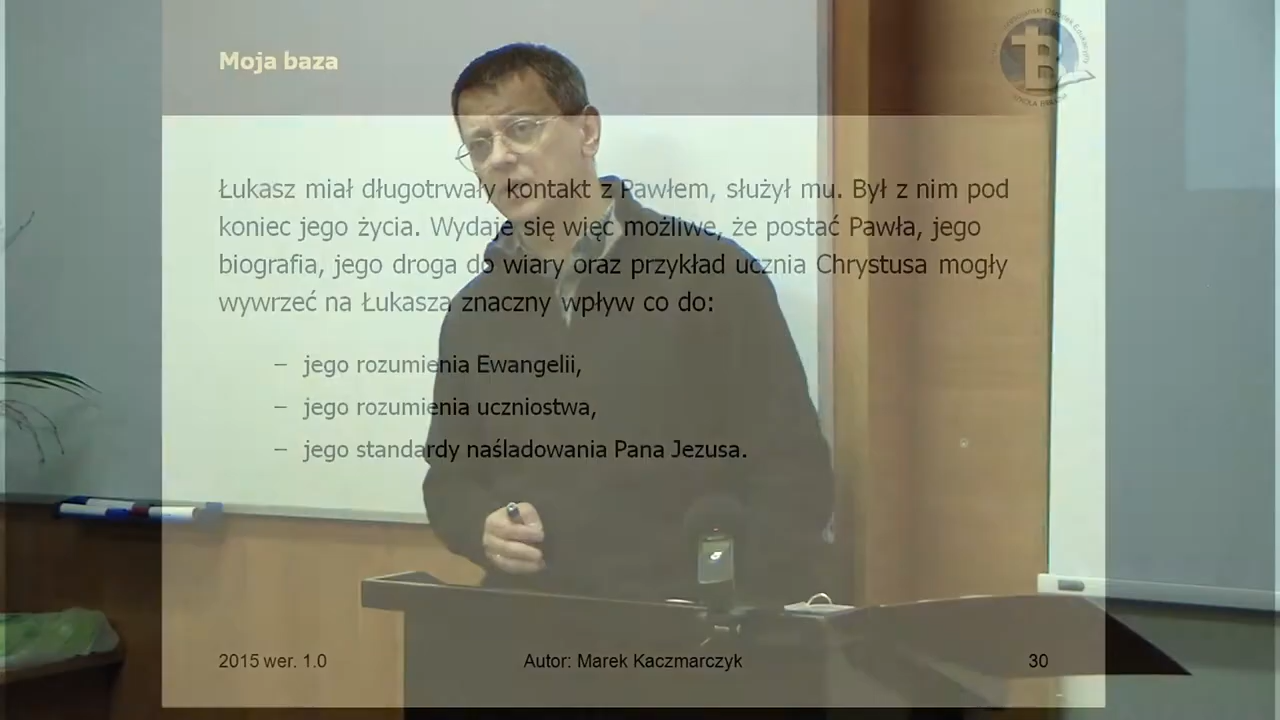 Moja baza
Łukasz miał długotrwały kontakt z Pawłem, służył mu. Był z nim pod
koniec jego życia. Wydaje się więc możliwe, że postać Pawła, jego
biografia, jego droga do wiary oraz przykład ucznia Chrystusa mogły
wywrzeć na Łukasza znaczny wpływ co do:
– jego rozumienia Ewangelii,
– jego rozumienia uczniostwa,
– jego standardy naśladowania Pana Jezusa.
2015 wer. 1.0
Autor: Marek Kaczmarczyk
30